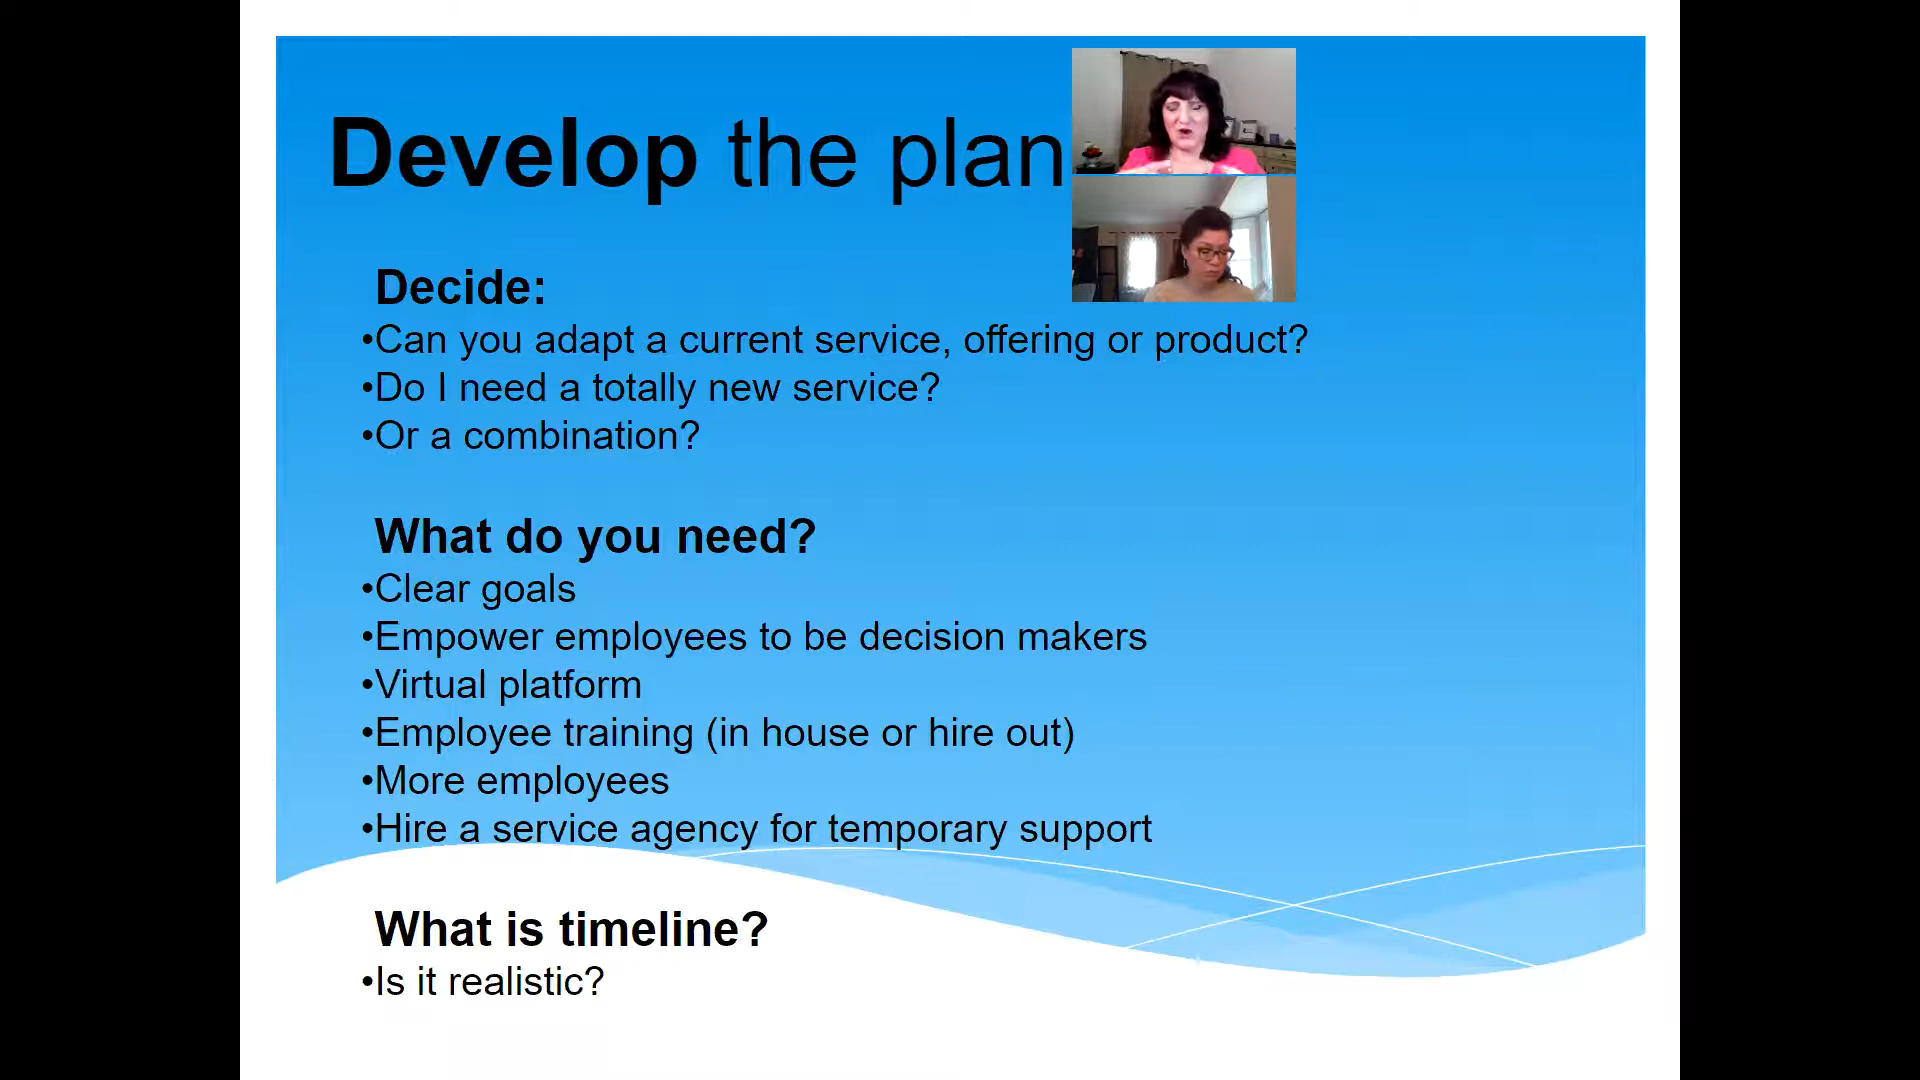 Develop the plan
Decide:
•Can you adapt a current service, offering or product?
•Do I need a totally new service?
•Or a combination?
What do you need?
•Clear goals
•Empower employees to be decision makers
•Virtual platform
•Employee training (in house or hire out)
•More employees
•Hire a service agency for temporary support
What is timeline?
•Is it realistic?